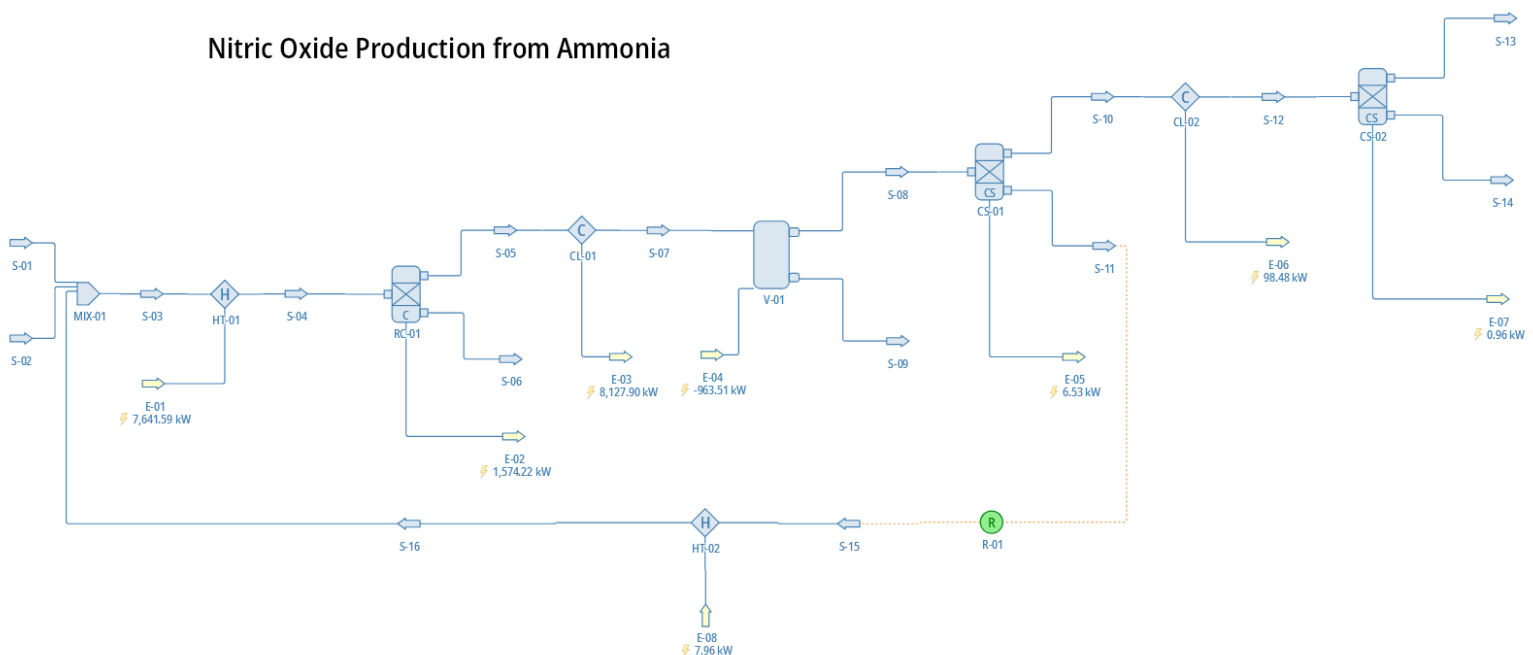 Nitric Oxide Production from Ammonia
S-13
C
CL-02
S-10
S-12
CS
CS-02
S-08
CS
CS-01
S-14
S-01
C
CL-01
S-05
S-07
S-11
E-06
98.48 kW
V-01
H
HT-01
MIX-01
S-03
S-04
C
RC-01
S-02
S-06
S-09
E-07
0.96 kW
E-03
8,127.90 kW
E-04
-963.51 kW
E-05
6.53 kW
E-01
7,641.59 kW
E-02
1,574.22 kW
S-16
H
HT-02
S-15
R
R-01
E-08
7.96 kW